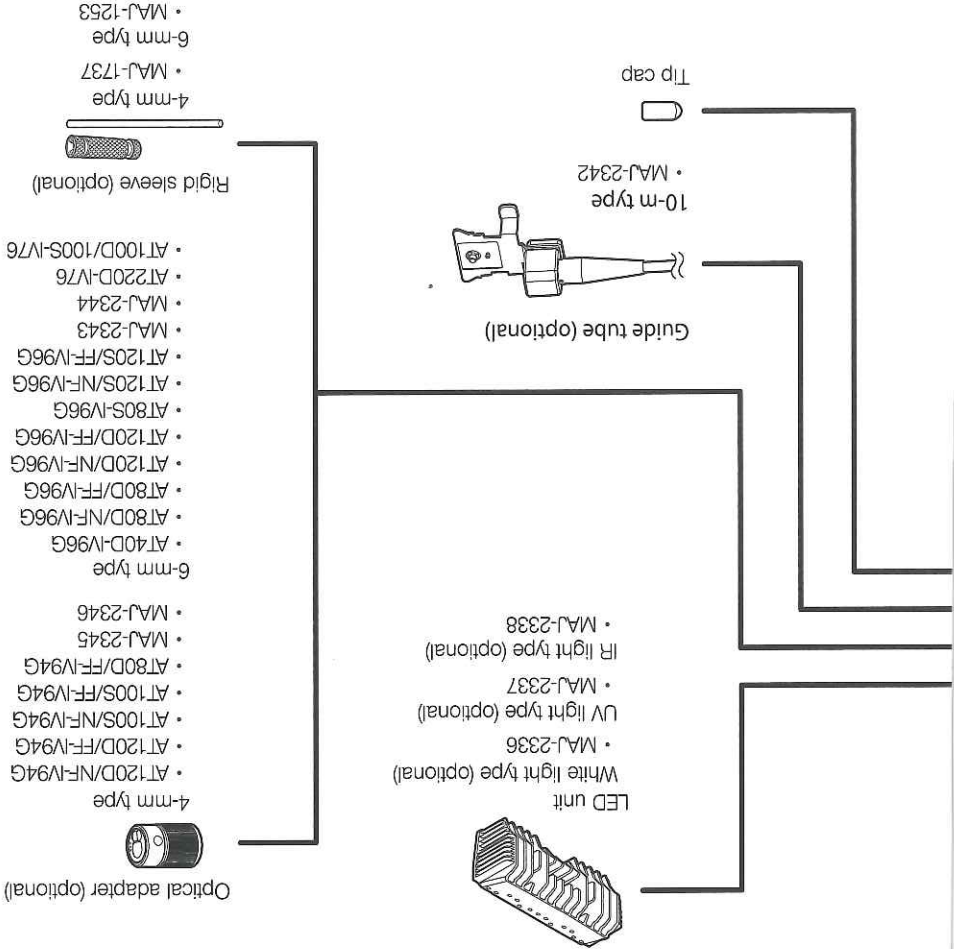 LED unit
White light type (optional)
• MAJ-2336
UV light type (optional)
• MAJ-2337
IR light type (optional)
• MAJ-2338
Guide tube (optional)
10-m type
• MAJ-2342
Tip cap
Optical adapter (optional)
4-mm type
• AT120D/NF-IV94G
• AT120D/FF-IV94G
• AT100S/NF-IV94G
• AT100S/FF-IV94G
• AT80D/FF-IV94G
• MAJ-2345
• MAJ-2346
6-mm type
• AT40D-IV96G
• AT80D/NF-IV96G
• AT80D/FF-IV96G
• AT120D/NF-IV96G
• AT120D/FF-IV96G
• AT80S-IV96G
• AT120S/NF-IV96G
• AT120S/FF-IV96G
• MAJ-2343
• MAJ-2344
• AT220D-IV76
• AT100D/100S-IV76
Rigid sleeve (optional)
4-mm type
• MAJ-1737
6-mm type
• MAJ-1253